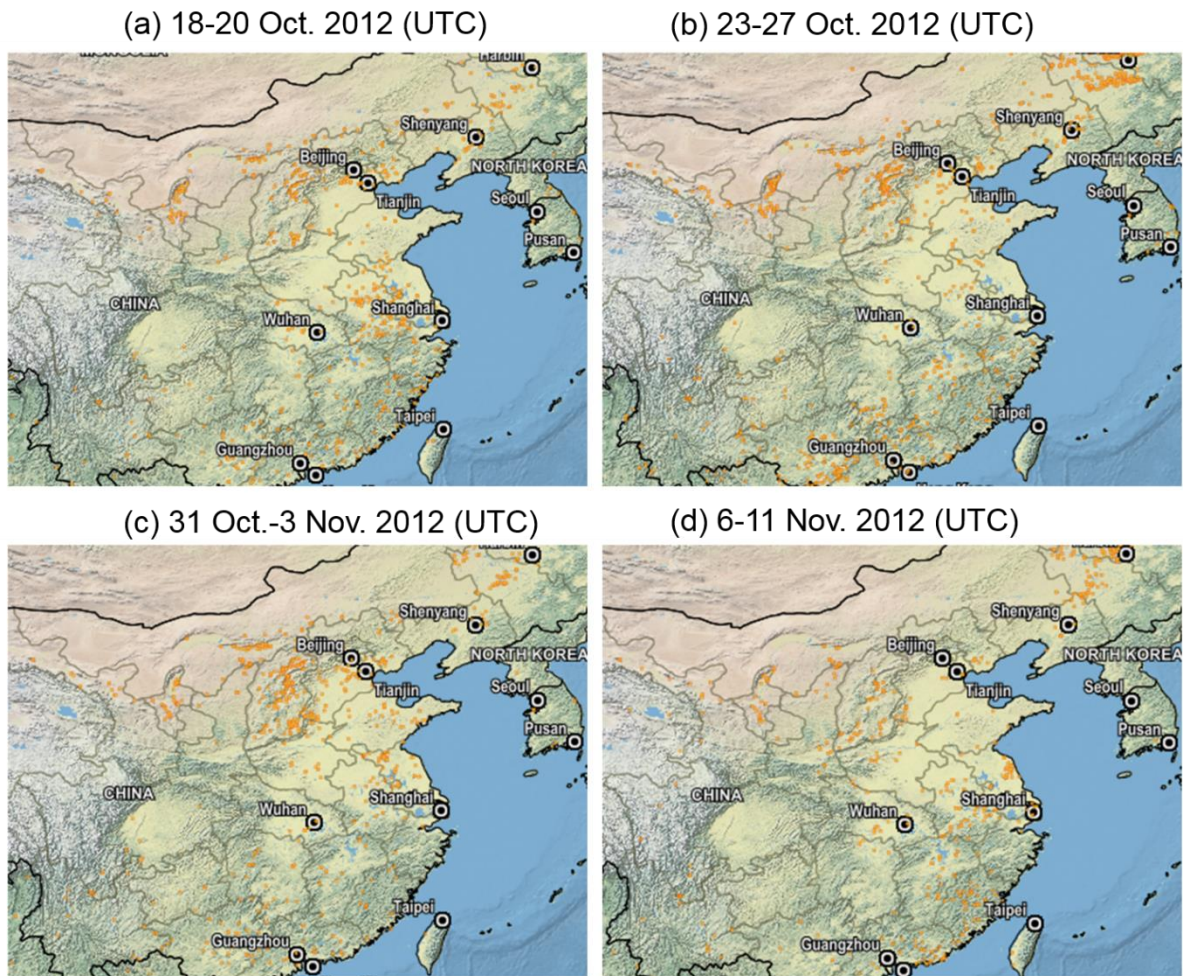 (a) 18-20 Oct. 2012 (UTC)
Harbin
Shenyang
Beijing
NORTH KOREA
Tianjin
Seoul
Pusan
CHINA
Shanghai
Wuhan
Taipei
Guangzhou
(b) 23-27 Oct. 2012 (UTC)
Shenyang
Beijing
NORTH KOREA
Tianjin
Seoul
Pusan
CHINA
Shanghai
Wuhan
Taipei
Guangzhou
Hong Kong
(c) 31 Oct.-3 Nov. 2012 (UTC)
Shenyang
Beijing
NORTH KOREA
Tianjin
Seoul
Pusan
CHINA
Shanghai
Wuhan
Taipei
Guangzhou
(d) 6-11 Nov. 2012 (UTC)
Shenyang
Beijing
NORTH KOREA
Tianjin
Seoul
Pusan
CHINA
Shanghai
Wuhan
Taipei
Guangzhou